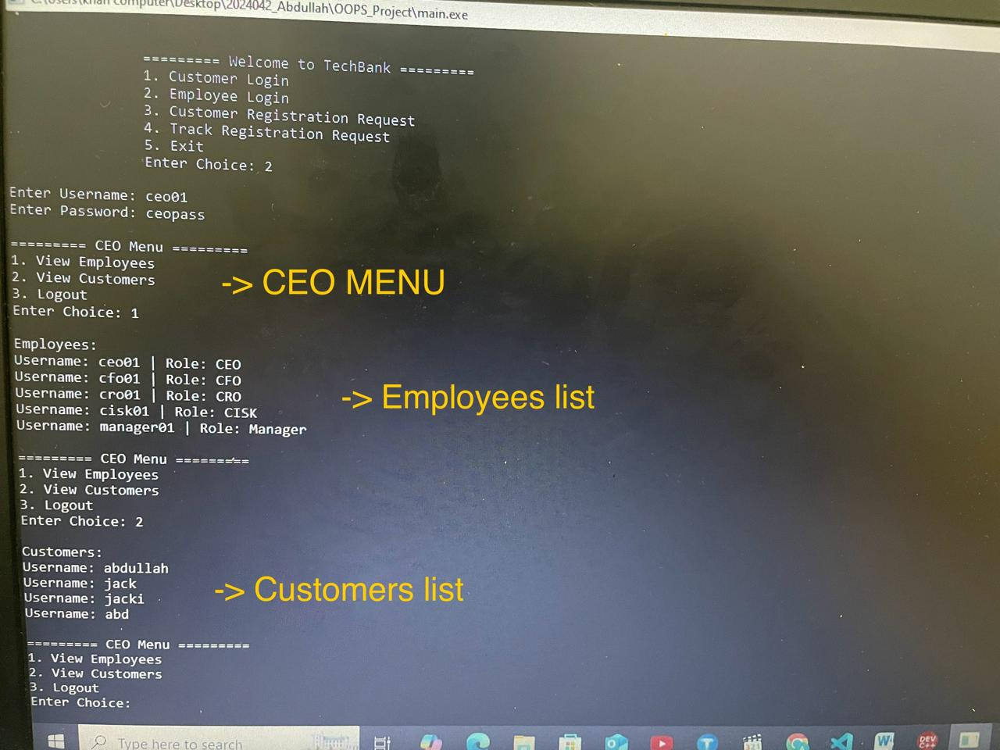 C:\Users\khan computer\Desktop\2024042_Abdullah\OOPS_Project\main.exe
========= Welcome to TechBank =========
1. Customer Login
2. Employee Login
3. Customer Registration Request
4. Track Registration Request
5. Exit
Enter Choice: 2
Enter Username: ceo01
Enter Password: ceopass
========= CEO Menu =========
1. View Employees
2. View Customers
3. Logout
Enter Choice: 1
-> CEO MENU
Employees:
Username: ceo01 | Role: CEO
Username: cfo01 | Role: CFO
Username: cro01 | Role: CRO
Username: cisk01 | Role: CISK
Username: manager01 | Role: Manager
-> Employees list
========= CEO Menu =========
1. View Employees
2. View Customers
3. Logout
Enter Choice: 2
Customers:
Username: abdullah
Username: jack
Username: jacki
Username: abd
-> Customers list
========= CEO Menu =========
1. View Employees
2. View Customers
3. Logout
Enter Choice:
Type here to search
DEV C++